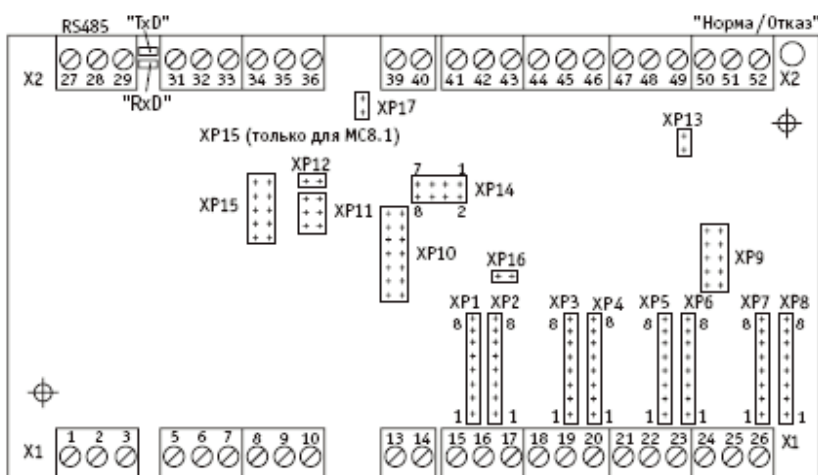 RS485 "TxD" "Норма/Отказ"
X2 27 28 29 31 32 33 34 35 36 39 40 41 42 43 44 45 46 47 48 49 50 51 52 X2
"RxD"
XP17
XP13
XP15 (только для МС8.1)
XP12
7 1
XP15 XP11 XP14
8 2
XP10 XP9
XP16
XP1 XP2 XP3 XP4 XP5 XP6 XP7 XP8
8 8 8 8 8 8 8 8
1 1 1 1 1 1 1 1
X1 1 2 3 5 6 7 8 9 10 13 14 15 16 17 18 19 20 21 22 23 24 25 26 X1